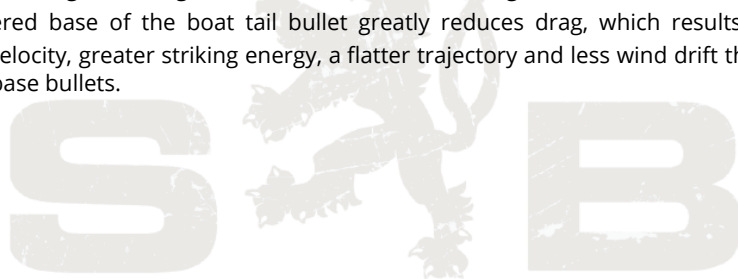 ered base of the boat tail bullet greatly reduces drag, which results
elocity, greater striking energy, a flatter trajectory and less wind drift th
base bullets.
S B